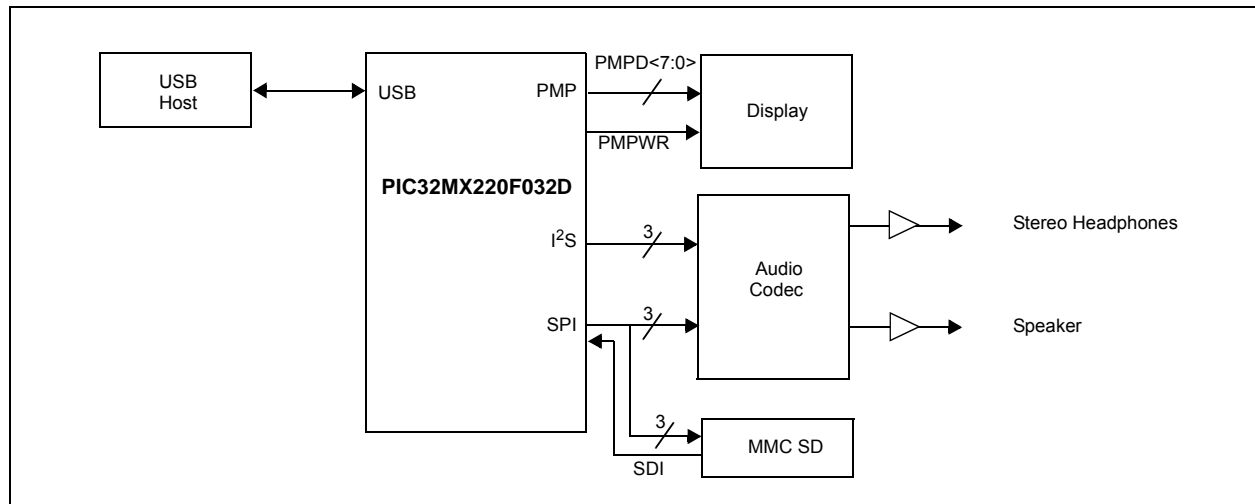 USB
Host
USB
PMP
PMPD<7:0>
PMPWR
Display
PIC32MX220F032D
I²S
3
Audio
Codec
Stereo Headphones
SPI
3
Speaker
3
SDI
MMC SD